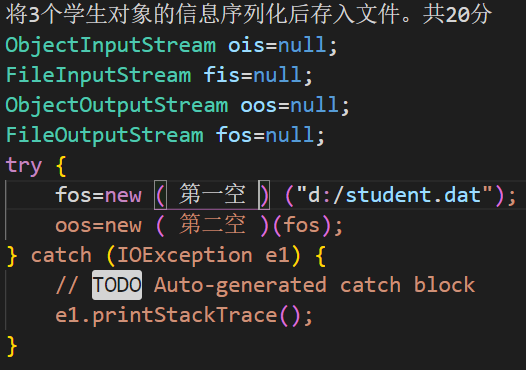 将3个学生对象的信息序列化后存入文件。共20分
ObjectInputStream ois=null;
FileInputStream fis=null;
ObjectOutputStream oos=null;
FileOutputStream fos=null;
try {
    fos=new ( 第一空 ) ("d:/student.dat");
    oos=new ( 第二空 )(fos);
} catch (IOException e1) {
    // TODO Auto-generated catch block
    e1.printStackTrace();
}